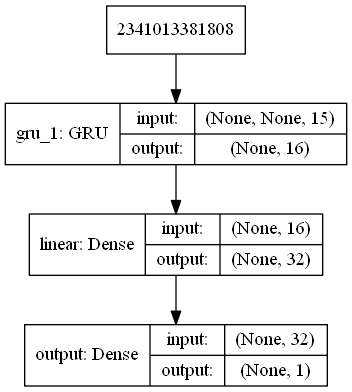 2341013381808
gru_1: GRU
input: (None, None, 15)
output: (None, 16)
linear: Dense
input: (None, 16)
output: (None, 32)
output: Dense
input: (None, 32)
output: (None, 1)